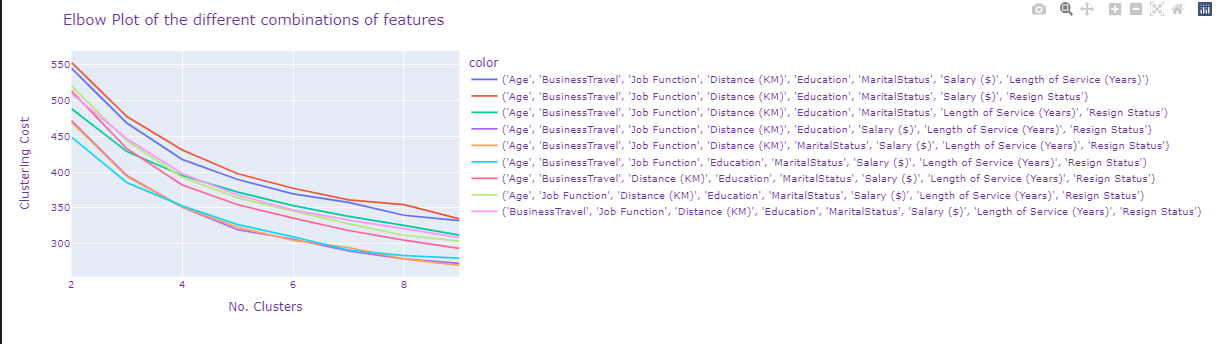 Elbow Plot of the different combinations of features
Clustering Cost
550
500
450
400
350
300
2
4
6
8
No. Clusters
color
('Age', 'BusinessTravel', 'Job Function', 'Distance (KM)', 'Education', 'MaritalStatus', 'Salary ($)', 'Length of Service (Years)')
('Age', 'BusinessTravel', 'Job Function', 'Distance (KM)', 'Education', 'MaritalStatus', 'Salary ($)', 'Resign Status')
('Age', 'BusinessTravel', 'Job Function', 'Distance (KM)', 'Education', 'MaritalStatus', 'Length of Service (Years)', 'Resign Status')
('Age', 'BusinessTravel', 'Job Function', 'Distance (KM)', 'Education', 'Salary ($)', 'Length of Service (Years)', 'Resign Status')
('Age', 'BusinessTravel', 'Job Function', 'Distance (KM)', 'MaritalStatus', 'Salary ($)', 'Length of Service (Years)', 'Resign Status')
('Age', 'BusinessTravel', 'Job Function', 'Education', 'MaritalStatus', 'Salary ($)', 'Length of Service (Years)', 'Resign Status')
('Age', 'BusinessTravel', 'Distance (KM)', 'Education', 'MaritalStatus', 'Salary ($)', 'Length of Service (Years)', 'Resign Status')
('Age', 'Job Function', 'Distance (KM)', 'Education', 'MaritalStatus', 'Salary ($)', 'Length of Service (Years)', 'Resign Status')
('BusinessTravel', 'Job Function', 'Distance (KM)', 'Education', 'MaritalStatus', 'Salary ($)', 'Length of Service (Years)', 'Resign Status')